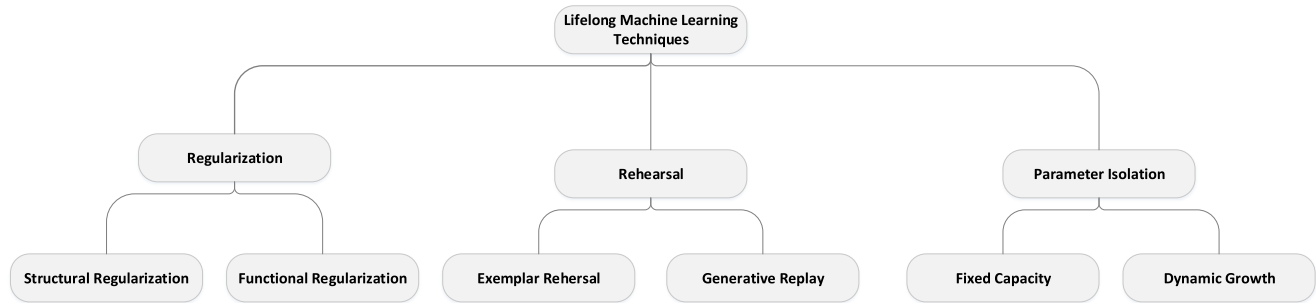 Lifelong Machine Learning
Techniques
Regularization
Rehearsal
Parameter Isolation
Structural Regularization
Functional Regularization
Exemplar Rehersal
Generative Replay
Fixed Capacity
Dynamic Growth